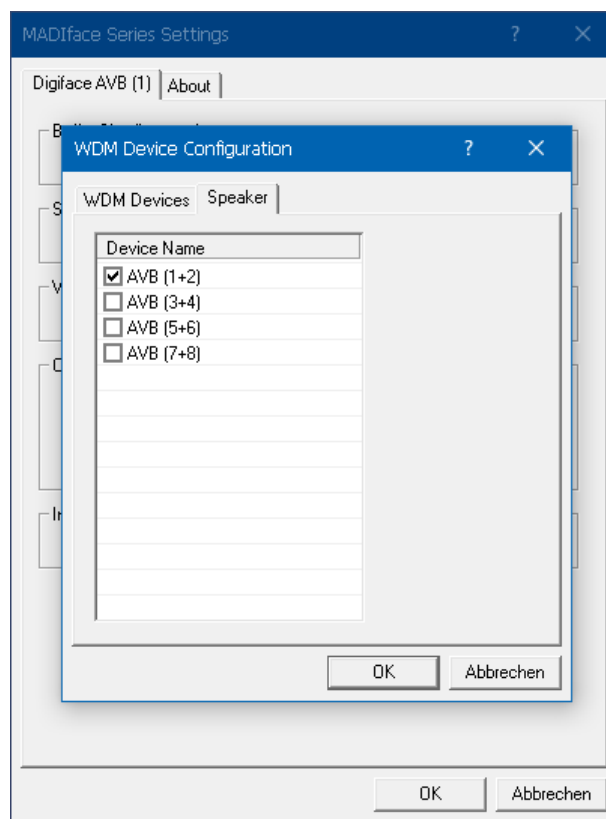 MADIface Series Settings ? ×
Digiface AVB (1) About
WDM Device Configuration ? ×
WDM Devices Speaker
Device Name
AVB (1+2)
AVB (3+4)
AVB (5+6)
AVB (7+8)
OK Abbrechen
OK Abbrechen